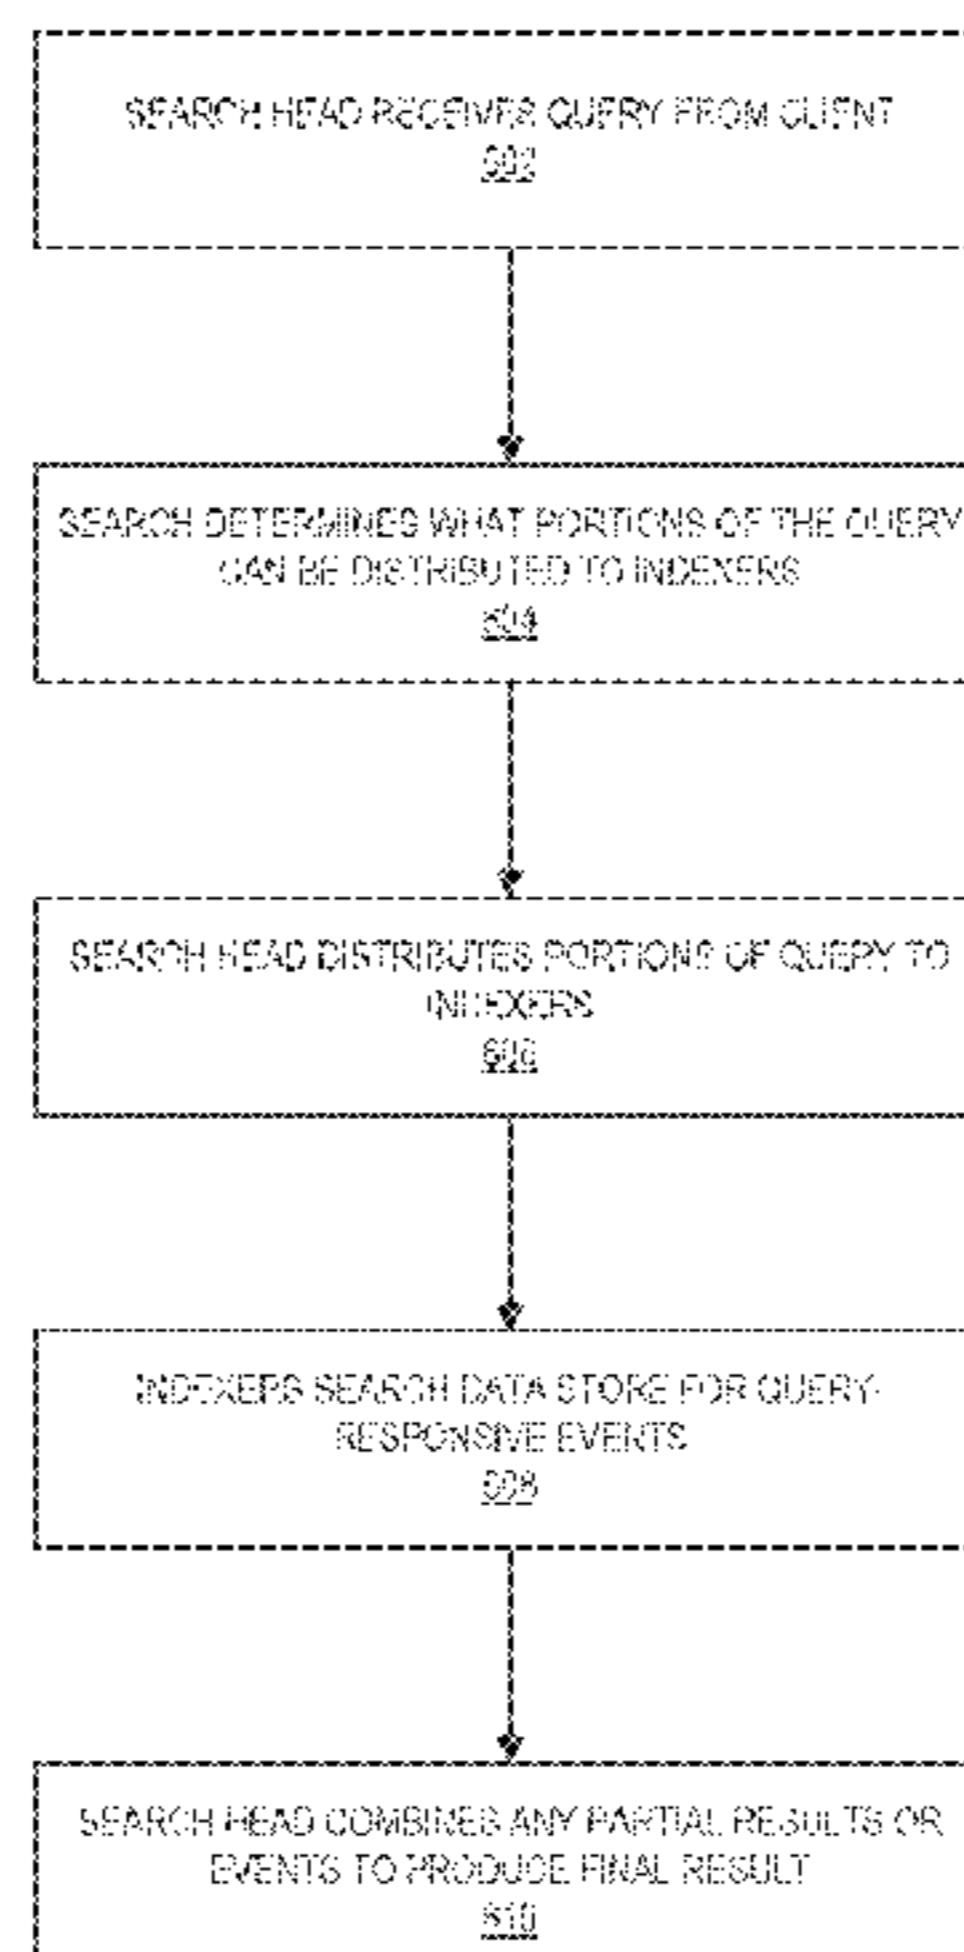 SEARCH HEAD RECEIVES QUERY FROM CLIENT
602
SEARCH DETERMINES WHAT PORTIONS OF THE QUERY
CAN BE DISTRIBUTED TO INDEXERS
604
SEARCH HEAD DISTRIBUTES PORTIONS OF QUERY TO
INDEXERS
606
INDEXERS SEARCH DATA STORE FOR QUERY-
RESPONSIVE EVENTS
608
SEARCH HEAD COMBINES ANY PARTIAL RESULTS OR
EVENTS TO PRODUCE FINAL RESULT
610